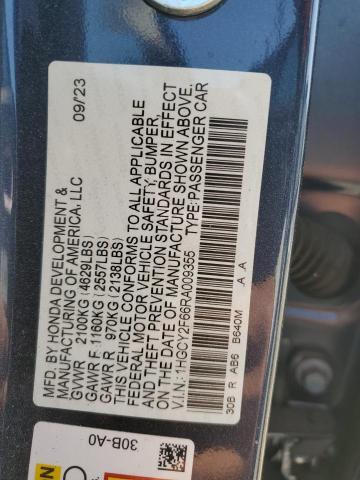 MFD. BY HONDA DEVELOPMENT &
MANUFACTURING OF AMERICA, LLC 09/23
GVWR 2100KG (4629LBS)
GAWR F 1160KG (2557LBS)
GAWR R 970KG (2138LBS)
THIS VEHICLE CONFORMS TO ALL APPLICABLE
FEDERAL MOTOR VEHICLE SAFETY, BUMPER,
AND THEFT PREVENTION STANDARDS IN EFFECT
ON THE DATE OF MANUFACTURE SHOWN ABOVE.
V.I.N.: 1HGCY2F66RA009355 TYPE: PASSENGER CAR
30B R AB6 B640M A A
30B-A0